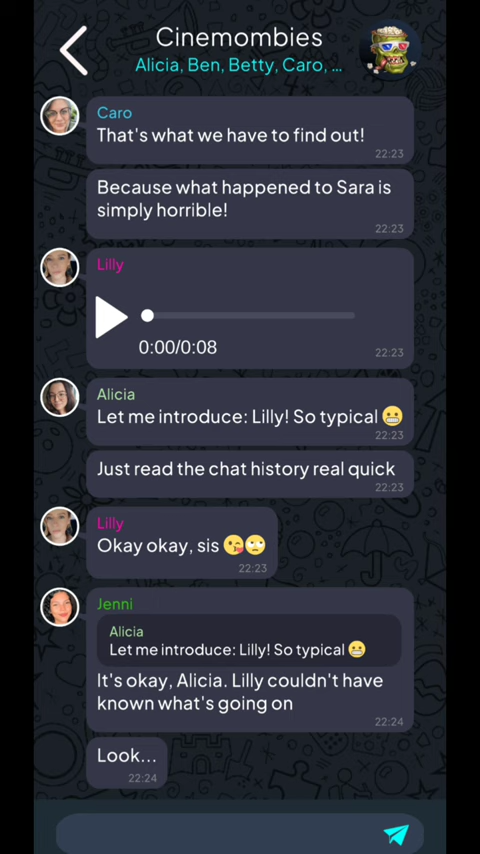 Cinemombies
Alicia, Ben, Betty, Caro, ...
Caro
That's what we have to find out!
22:23
Because what happened to Sara is
simply horrible!
22:23
Lilly
0:00/0:08
22:23
Alicia
Let me introduce: Lilly! So typical 😬
22:23
Just read the chat history real quick
22:23
Lilly
Okay okay, sis 😘🙄
22:23
Jenni
Alicia
Let me introduce: Lilly! So typical 😬
It's okay, Alicia. Lilly couldn't have
known what's going on
22:24
Look...
22:24